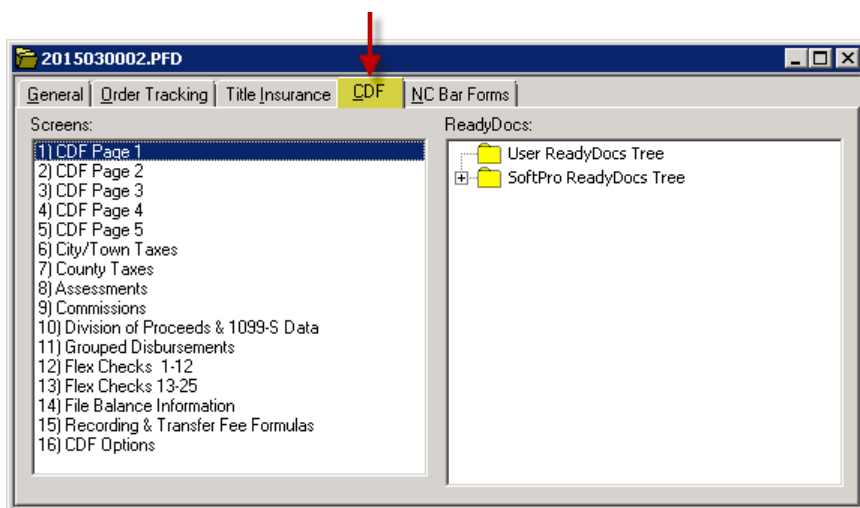 2015030002.PFD
General Order Tracking Title Insurance CDF NC Bar Forms
Screens:
1) CDF Page 1
2) CDF Page 2
3) CDF Page 3
4) CDF Page 4
5) CDF Page 5
6) City/Town Taxes
7) County Taxes
8) Assessments
9) Commissions
10) Division of Proceeds & 1099-S Data
11) Grouped Disbursements
12) Flex Checks 1-12
13) Flex Checks 13-25
14) File Balance Information
15) Recording & Transfer Fee Formulas
16) CDF Options
ReadyDocs:
User ReadyDocs Tree
SoftPro ReadyDocs Tree